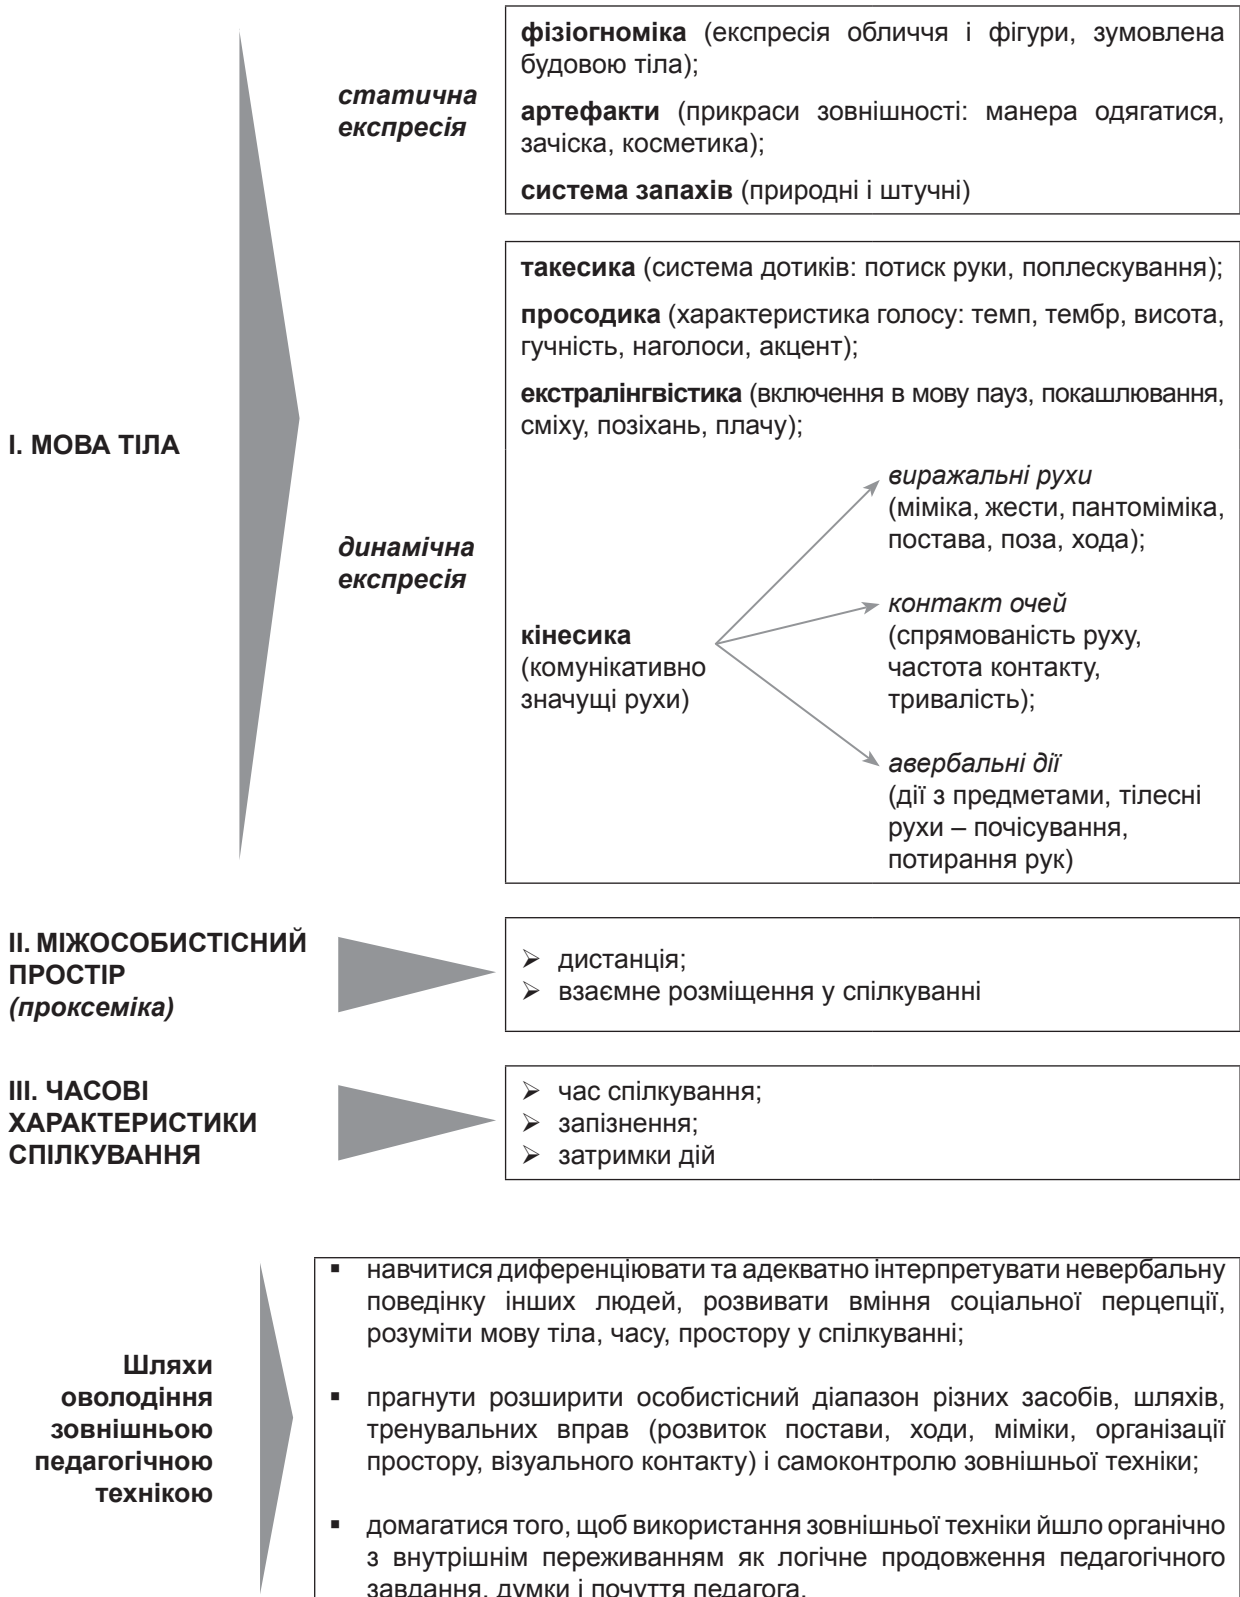 фізіогноміка (експресія обличчя і фігури, зумовлена
будовою тіла);
статична
експресія
артефакти (прикраси зовнішності: манера одягатися,
зачіска, косметика);
система запахів (природні і штучні)
І. МОВА ТІЛА
динамічна
експресія
такесика (система дотиків: потиск руки, поплескування);
просодика (характеристика голосу: темп, тембр, висота,
гучність, наголоси, акцент);
екстралінгвістика (включення в мову пауз, покашлювання,
сміху, позіхань, плачу);
кінесика
(комунікативно
значущі рухи)
виражальні рухи
(міміка, жести, пантоміміка,
постава, поза, хода);
контакт очей
(спрямованість руху,
частота контакту,
тривалість);
авербальні дії
(дії з предметами, тілесні
рухи – почісування,
потирання рук)
ІІ. МІЖОСОБИСТІСНИЙ
ПРОСТІР
(проксеміка)
➢ дистанція;
➢ взаємне розміщення у спілкуванні
ІІІ. ЧАСОВІ
ХАРАКТЕРИСТИКИ
СПІЛКУВАННЯ
➢ час спілкування;
➢ запізнення;
➢ затримки дій
Шляхи
оволодіння
зовнішньою
педагогічною
технікою
▪ навчитися диференціювати та адекватно інтерпретувати невербальну
поведінку інших людей, розвивати вміння соціальної перцепції,
розуміти мову тіла, часу, простору у спілкуванні;
▪ прагнути розширити особистісний діапазон різних засобів, шляхів,
тренувальних вправ (розвиток постави, ходи, міміки, організації
простору, візуального контакту) і самоконтролю зовнішньої техніки;
▪ домагатися того, щоб використання зовнішньої техніки йшло органічно
з внутрішнім переживанням як логічне продовження педагогічного
завдання, думки і почуття педагога.